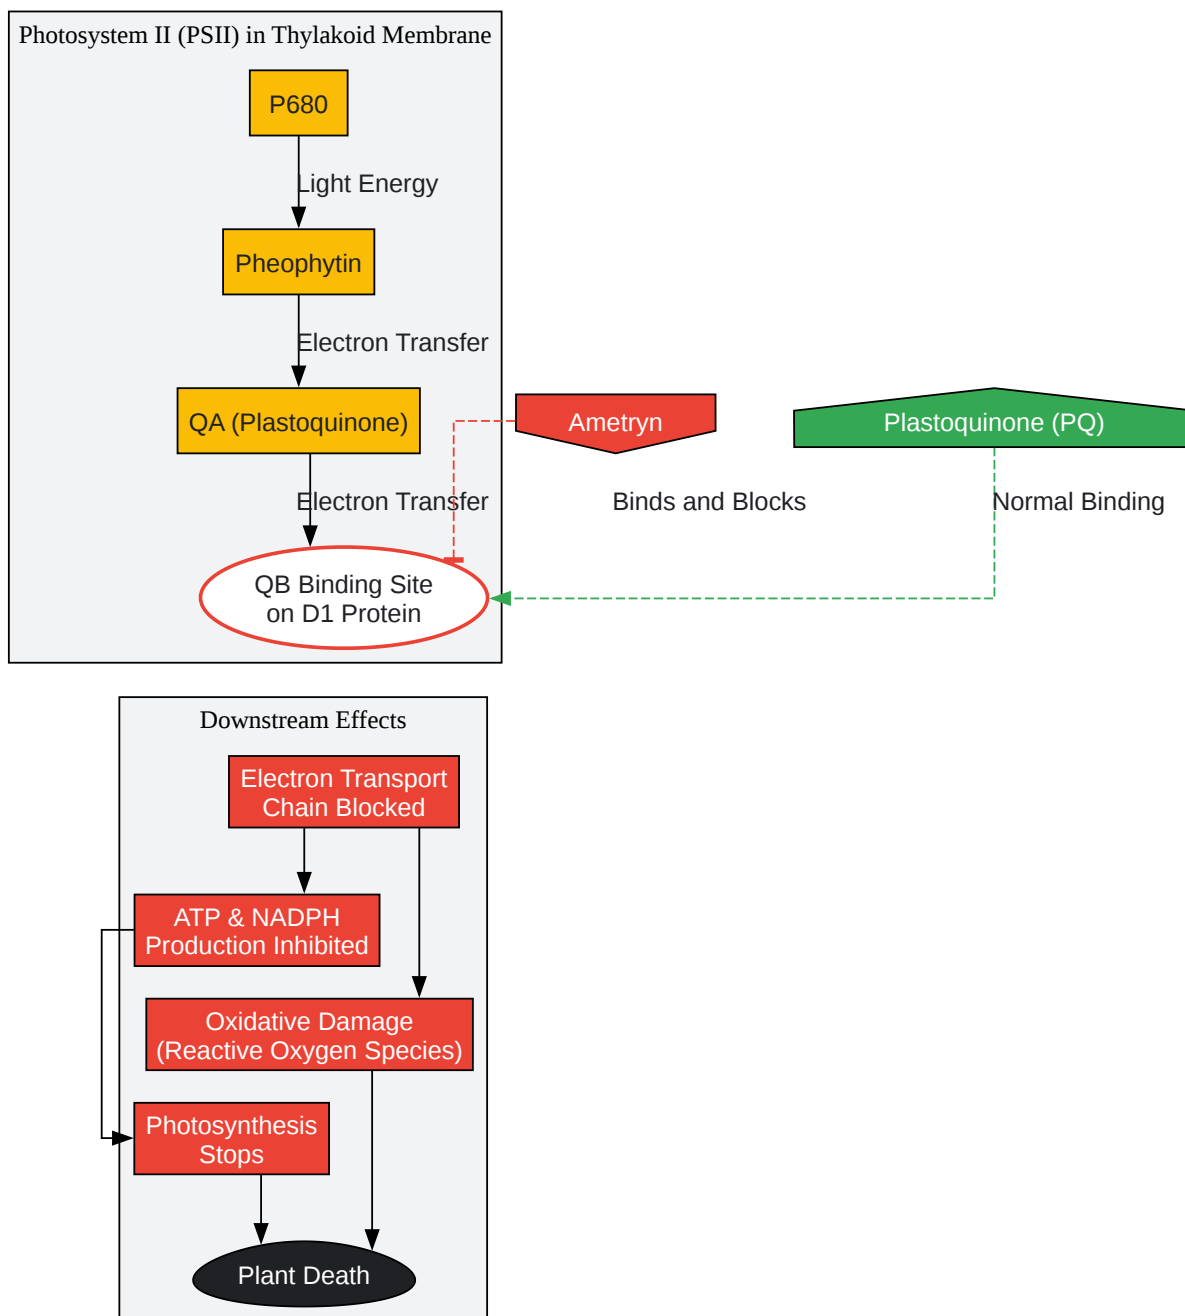 Photosystem II (PSII) in Thylakoid Membrane
P680
Light Energy
Pheophytin
Electron Transfer
QA (Plastoquinone)
Ametryn
Plastoquinone (PQ)
Electron Transfer
Binds and Blocks
Normal Binding
QB Binding Site
on D1 Protein
Downstream Effects
Electron Transport
Chain Blocked
ATP & NADPH
Production Inhibited
Oxidative Damage
(Reactive Oxygen Species)
Photosynthesis
Stops
Plant Death